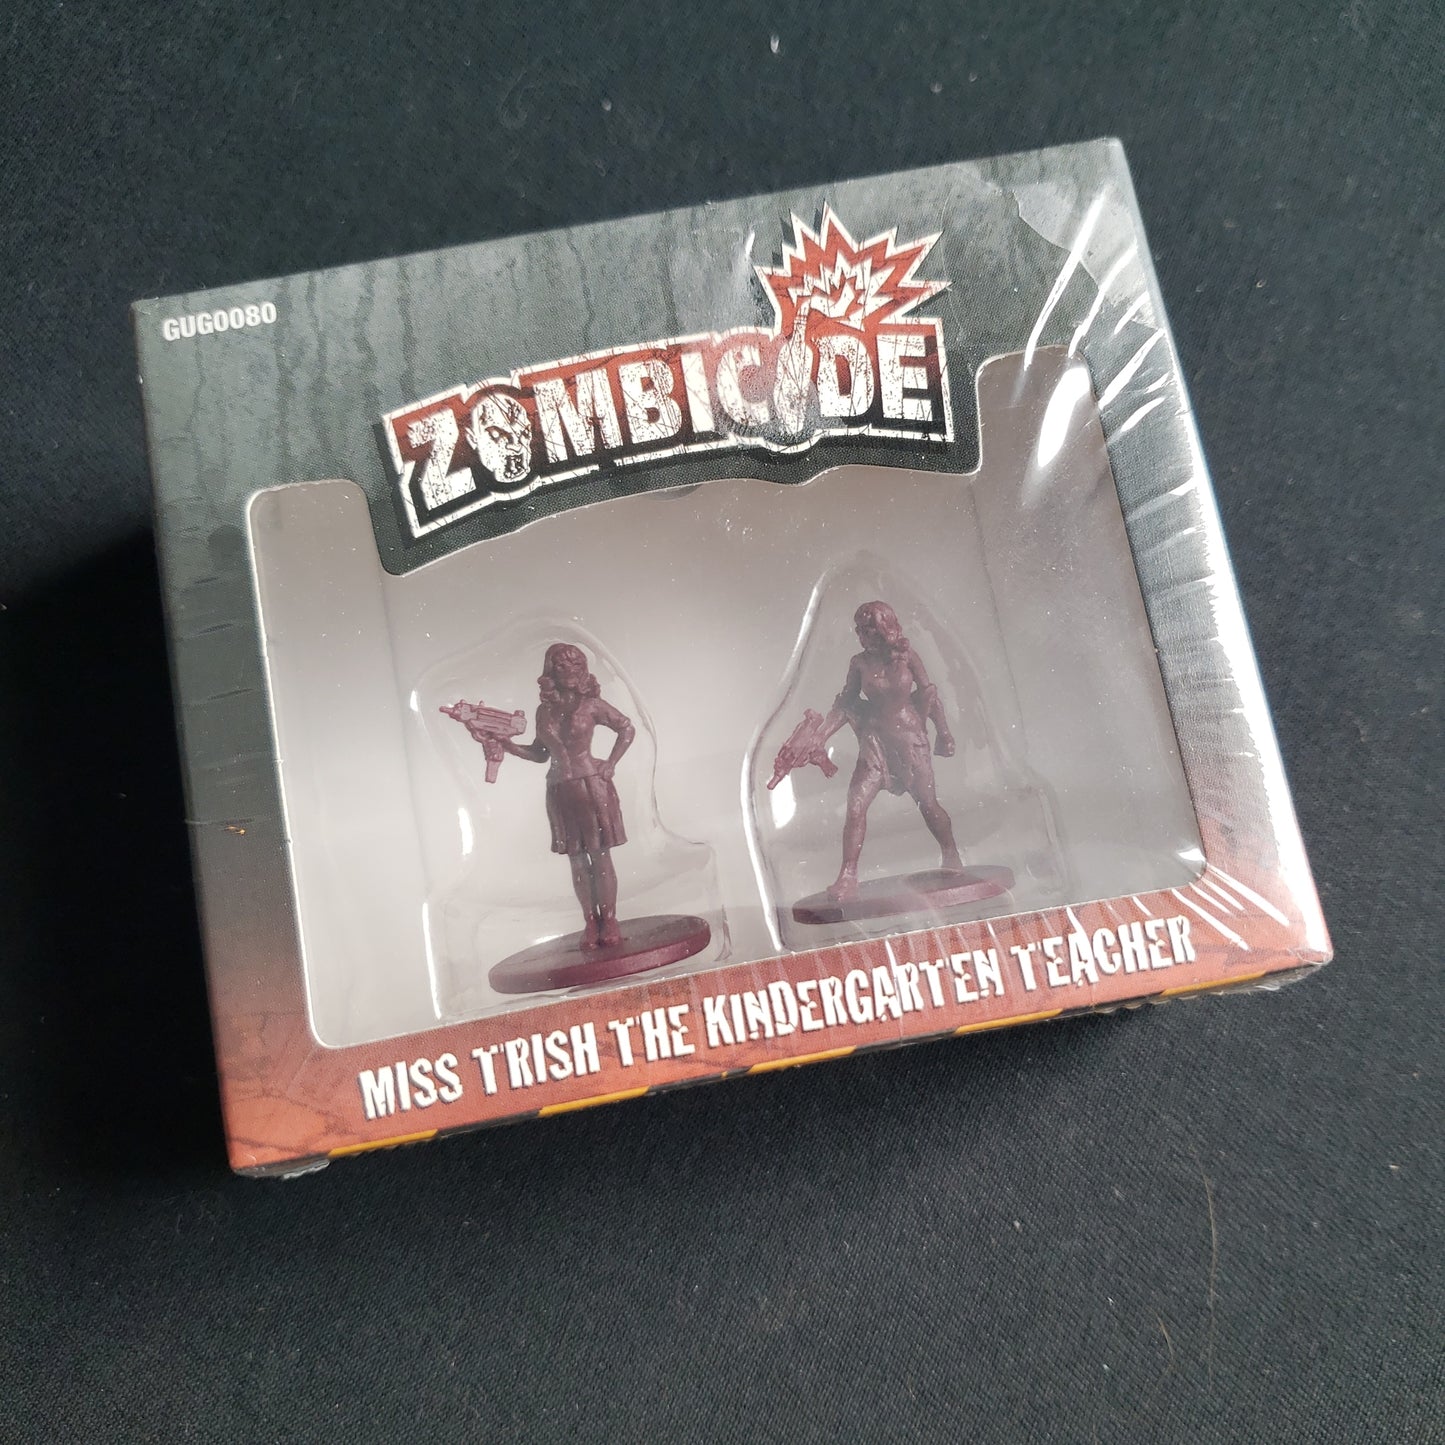 GUG0080
ZOMBICIDE
MISS TRISH THE KINDERGARTEN TEACHER